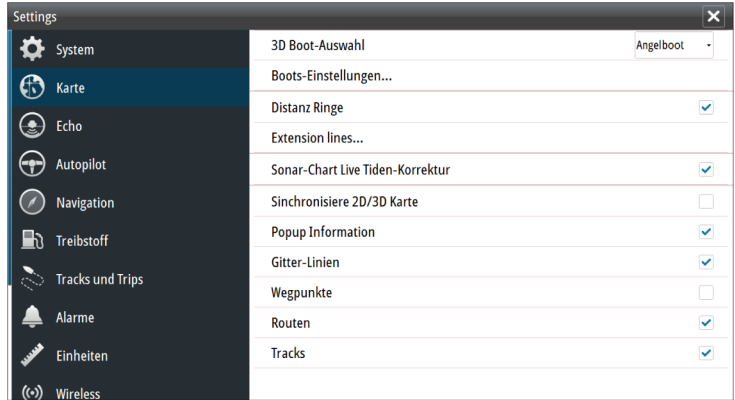 Settings
System
Karte
Echo
Autopilot
Navigation
Treibstoff
Tracks und Trips
Alarme
Einheiten
Wireless
3D Boot-Auswahl
Angelboot
Boots-Einstellungen...
Distanz Ringe
Extension lines...
Sonar-Chart Live Tiden-Korrektur
Sinchronisiere 2D/3D Karte
Popup Information
Gitter-Linien
Wegpunkte
Routen
Tracks